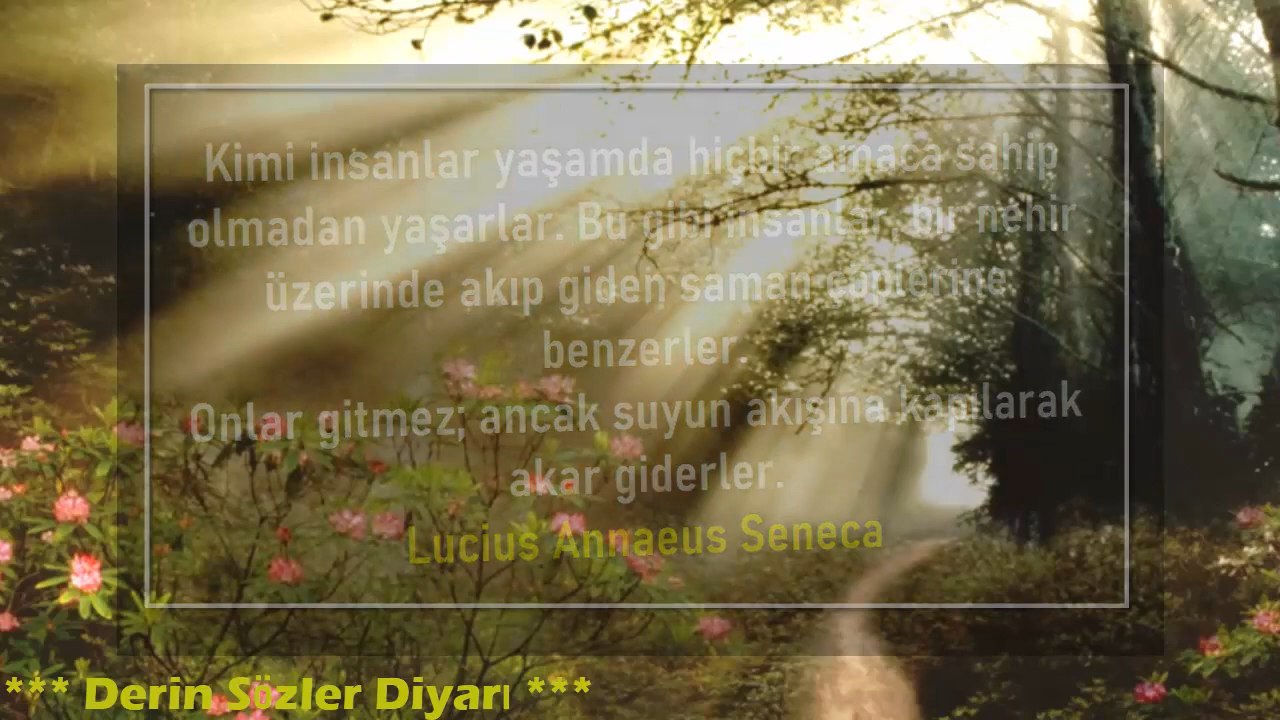 Kimi insanlar yaşamda hiçbir amaca sahip
olmadan yaşarlar. Bu gibi insanlar, bir nehir
üzerinde akıp giden saman çöplerine
benzerler.
Onlar gitmez; ancak suyun akışına kapılarak
akar giderler.
Lucius Annaeus Seneca
*** Derin Sözler Diyarı ***